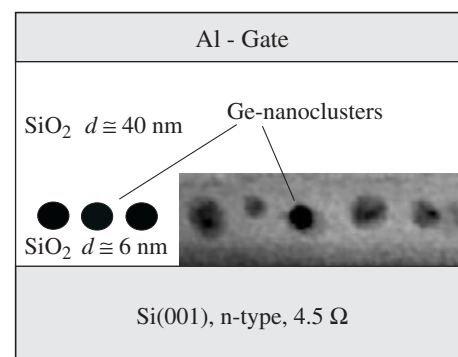 Al - Gate
SiO₂ d ≅ 40 nm
Ge-nanoclusters
SiO₂ d ≅ 6 nm
Si(001), n-type, 4.5 Ω